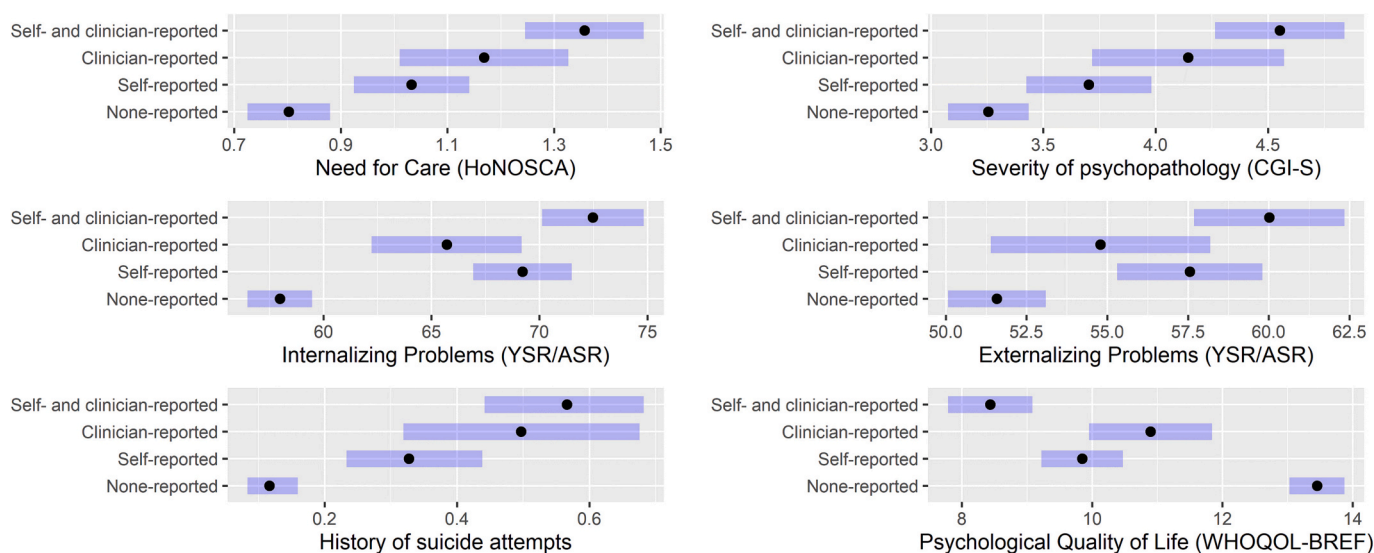 Self- and clinician-reported
Clinician-reported
Self-reported
None-reported
0.7 0.9 1.1 1.3 1.5
Need for Care (HoNOSCA)
Self- and clinician-reported
Clinician-reported
Self-reported
None-reported
3.0 3.5 4.0 4.5
Severity of psychopathology (CGI-S)
Self- and clinician-reported
Clinician-reported
Self-reported
None-reported
60 65 70 75
Internalizing Problems (YSR/ASR)
Self- and clinician-reported
Clinician-reported
Self-reported
None-reported
50.0 52.5 55.0 57.5 60.0 62.5
Externalizing Problems (YSR/ASR)
Self- and clinician-reported
Clinician-reported
Self-reported
None-reported
0.2 0.4 0.6
History of suicide attempts
Self- and clinician-reported
Clinician-reported
Self-reported
None-reported
8 10 12 14
Psychological Quality of Life (WHOQOL-BREF)